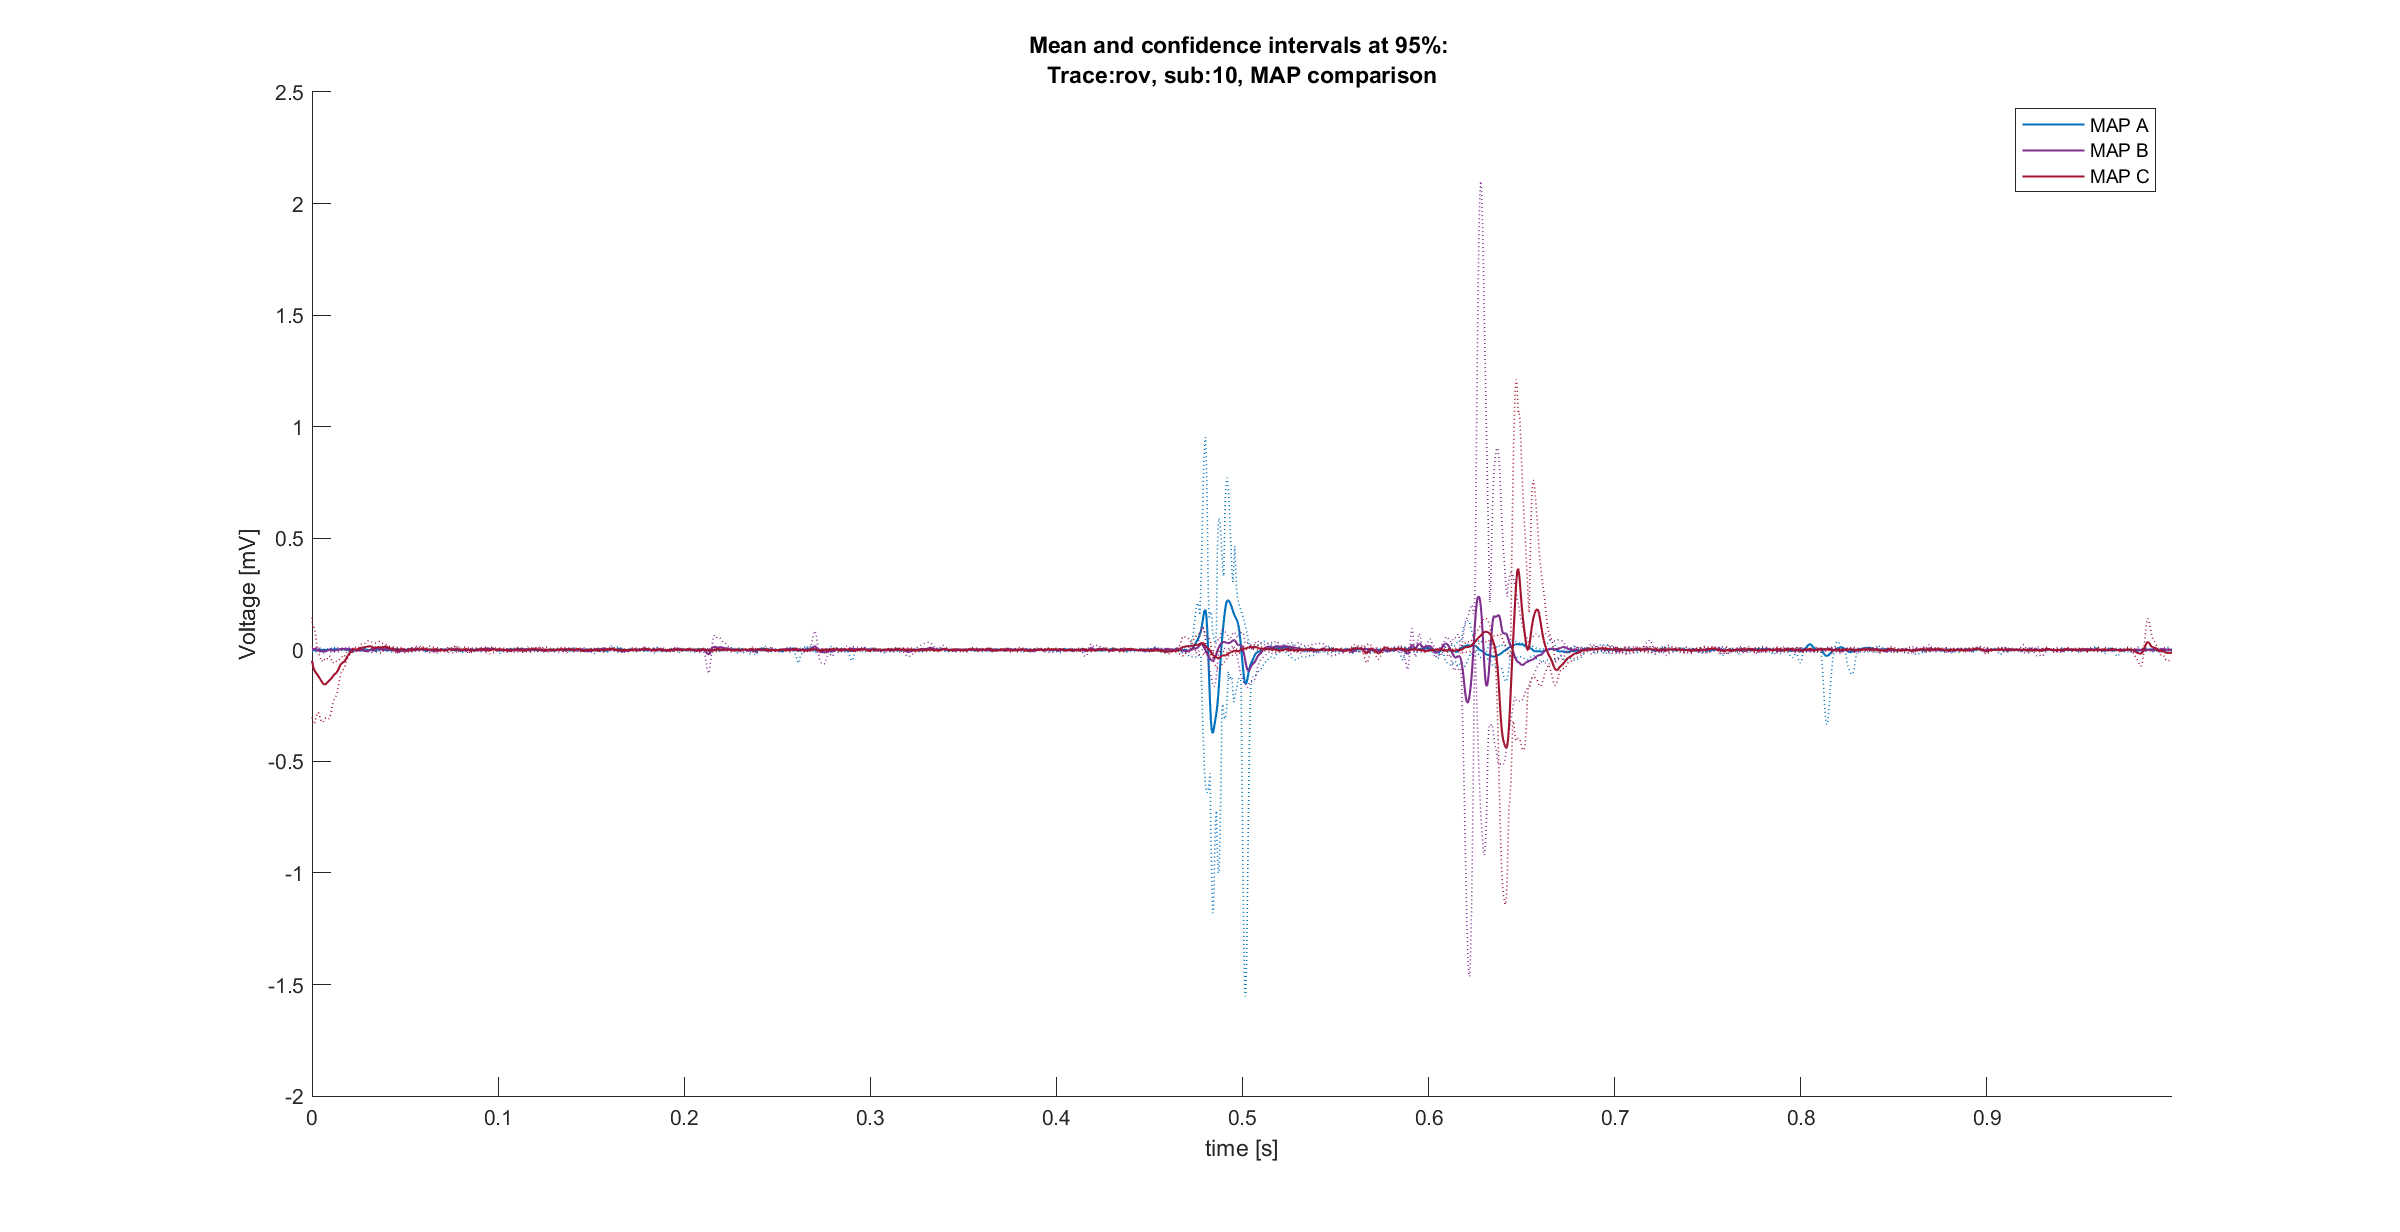 Mean and confidence intervals at 95%:
Trace:rov, sub:10, MAP comparison
2.5
2
1.5
1
0.5
0
-0.5
-1
-1.5
-2
Voltage [mV]
MAP A
MAP B
MAP C
0 0.1 0.2 0.3 0.4 0.5 0.6 0.7 0.8 0.9
time [s]